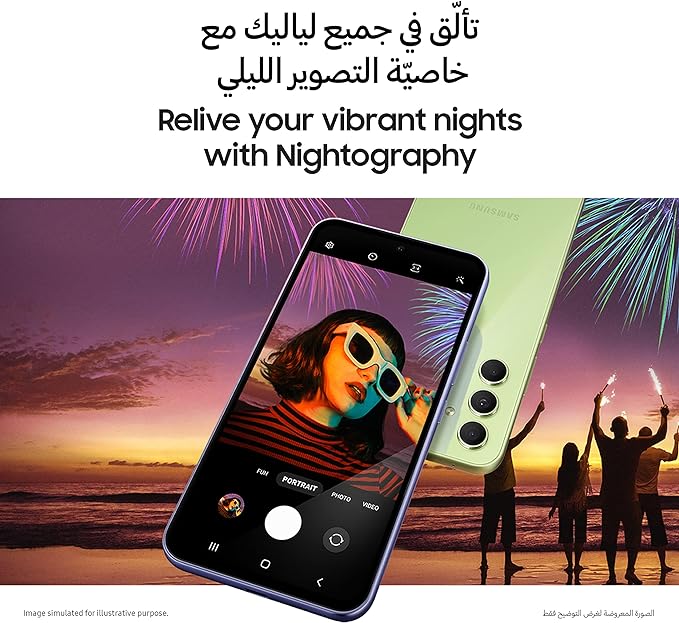 تألّق في جميع لياليك مع
خاصيّة التصوير الليلي
Relive your vibrant nights
with Nightography
SAMSUNG
FUN PORTRAIT PHOTO VIDEO
Image simulated for illustrative purpose.
الصورة المعروضة لغرض التوضيح فقط